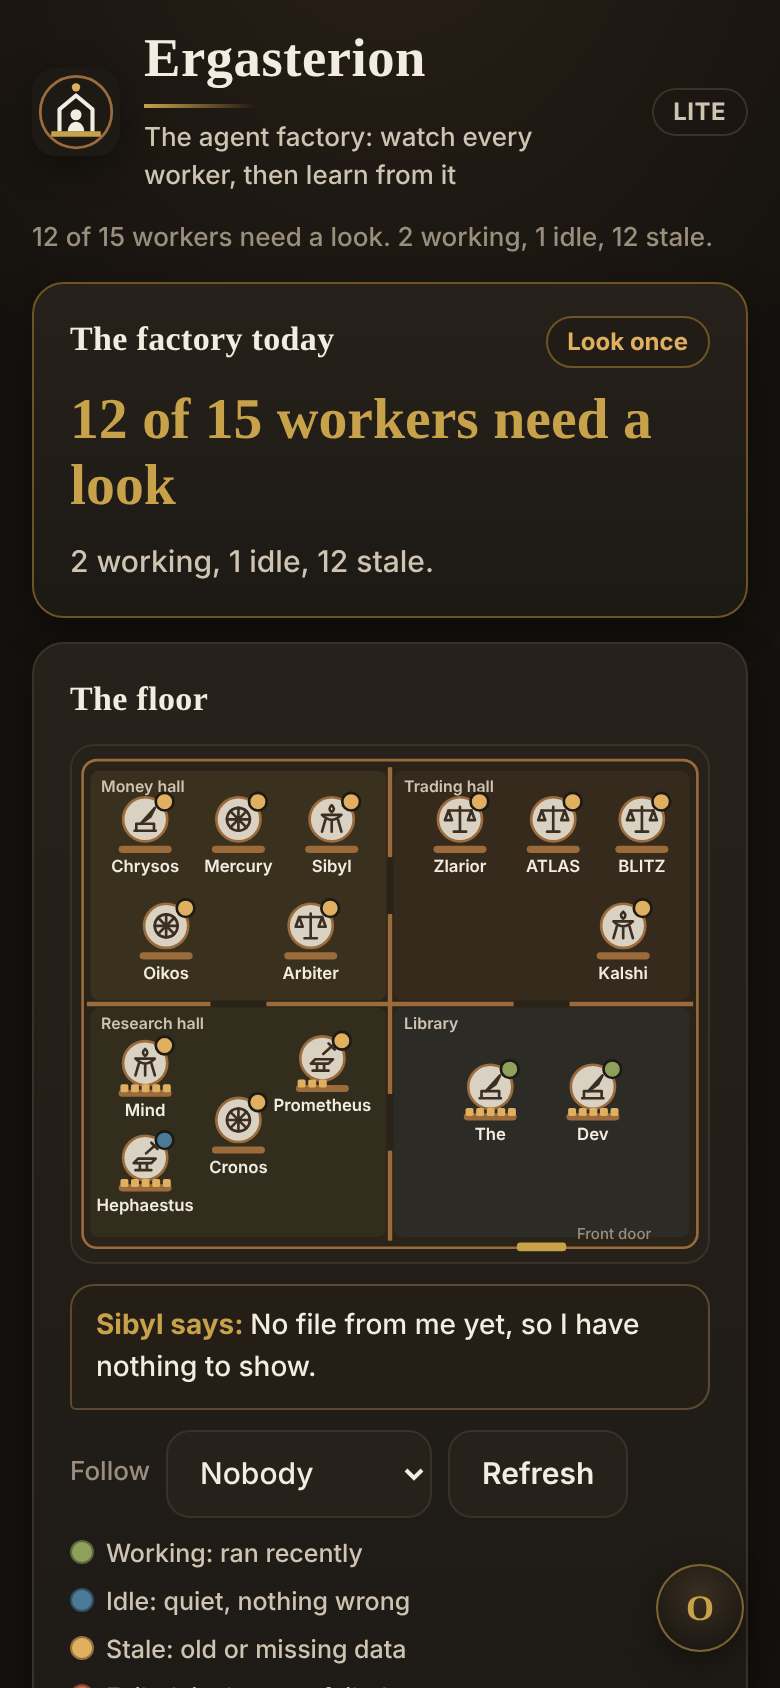 Ergasterion
The agent factory: watch every
worker, then learn from it
LITE
12 of 15 workers need a look. 2 working, 1 idle, 12 stale.
The factory today
Look once
12 of 15 workers need a
look
2 working, 1 idle, 12 stale.
The floor
Money hall
Chrysos
Mercury
Sibyl
Oikos
Arbiter
Trading hall
Zlarior
ATLAS
BLITZ
Kalshi
Research hall
Mind
Prometheus
Cronos
Hephaestus
Library
The
Dev
Front door
Sibyl says: No file from me yet, so I have
nothing to show.
Follow
Nobody
Refresh
Working: ran recently
Idle: quiet, nothing wrong
Stale: old or missing data
O